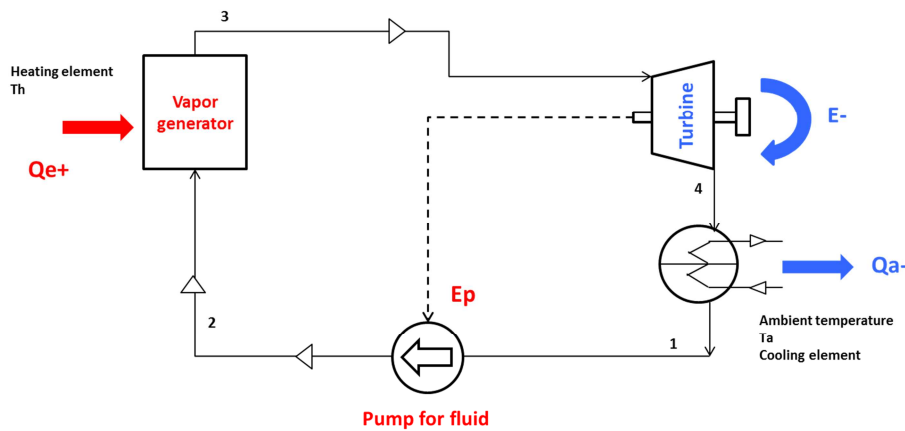 3
Heating element
Th
Vapor
generator
Qe+
Turbine
E-
4
Qa-
Ep
Ambient temperature
Ta
Cooling element
2
1
Pump for fluid